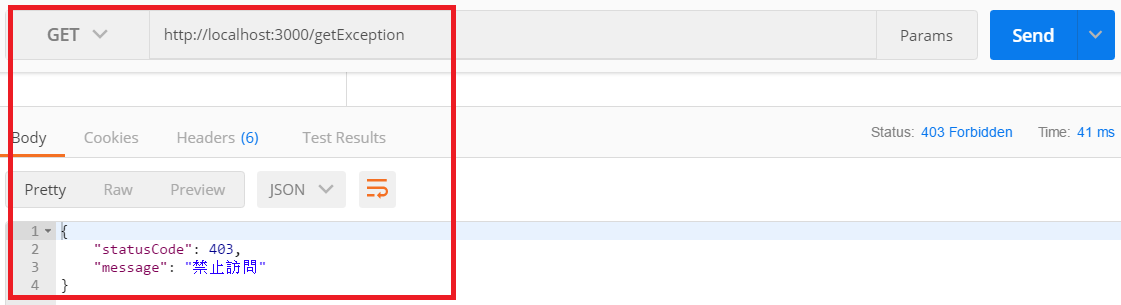 GET http://localhost:3000/getException Params Send
Body Cookies Headers (6) Test Results Status: 403 Forbidden Time: 41 ms
Pretty Raw Preview JSON
1 {
2 "statusCode": 403,
3 "message": "禁止訪問"
4 }